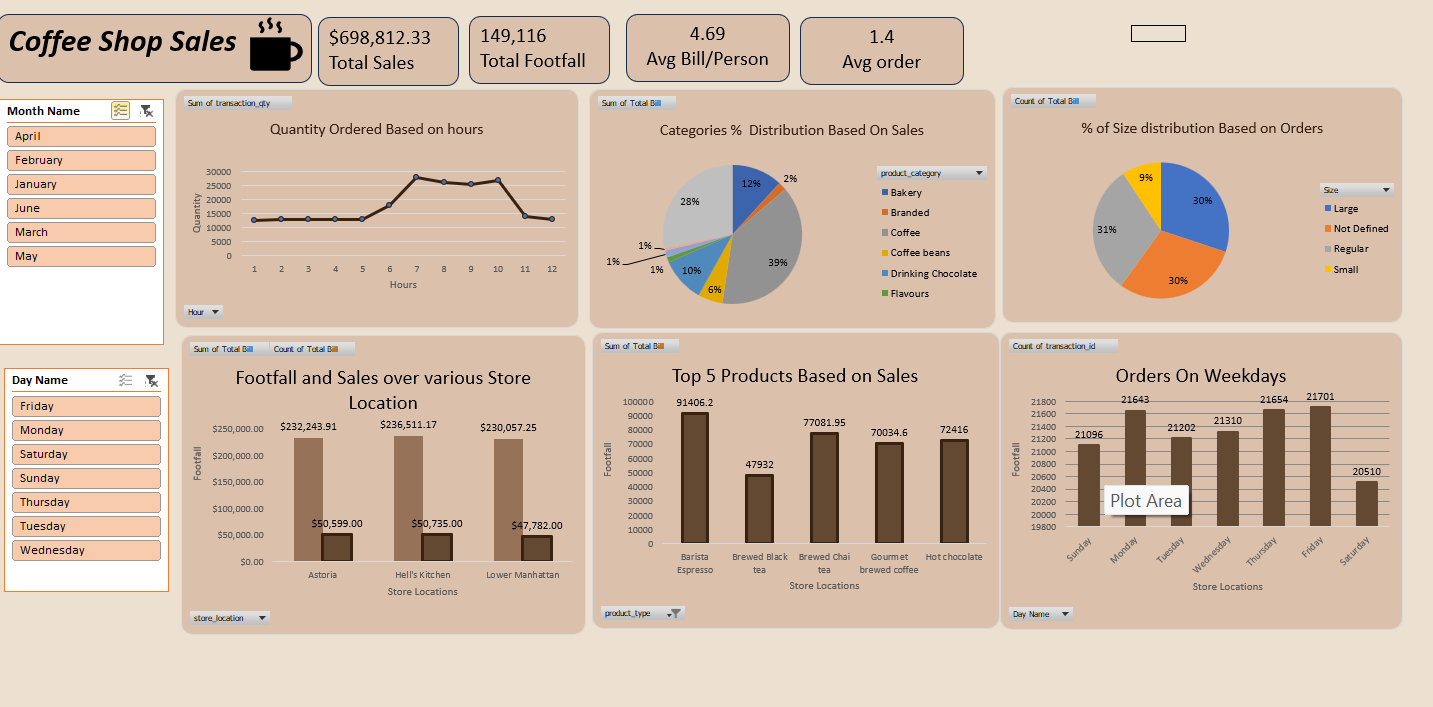 Coffee Shop Sales
$698,812.33
Total Sales
149,116
Total Footfall
4.69
Avg Bill/Person
1.4
Avg order
Month Name
April
February
January
June
March
May
Day Name
Friday
Monday
Saturday
Sunday
Thursday
Tuesday
Wednesday
Sum of transaction_qty
Quantity Ordered Based on hours
30000
25000
20000
15000
10000
5000
0
Quantity
1 2 3 4 5 6 7 8 9 10 11 12
Hours
Hour
Sum of Total Bill
Categories % Distribution Based On Sales
12%
2%
39%
6%
10%
1%
1%
1%
28%
product_category
Bakery
Branded
Coffee
Coffee beans
Drinking Chocolate
Flavours
Count of Total Bill
% of Size distribution Based on Orders
30%
30%
31%
9%
Size
Large
Not Defined
Regular
Small
Sum of Total Bill Count of Total Bill
Footfall and Sales over various Store
Location
$250,000.00
$200,000.00
$150,000.00
$100,000.00
$50,000.00
$0.00
Footfall
$232,243.91 $236,511.17 $230,057.25
$50,599.00 $50,735.00 $47,782.00
Astoria Hell's Kitchen Lower Manhattan
Store Locations
store_location
Sum of Total Bill
Top 5 Products Based on Sales
100000
90000
80000
70000
60000
50000
40000
30000
20000
10000
0
Footfall
91406.2
47932
77081.95
70034.6
72416
Barista Espresso
Brewed Black tea
Brewed Chai tea
Gourmet brewed coffee
Hot chocolate
Store Locations
product_type
Count of transaction_id
Orders On Weekdays
21800
21600
21400
21200
21000
20800
20600
20400
20200
20000
19800
Footfall
21096
21643
21202
21310
21654
21701
20510
Plot Area
Sunday Monday Tuesday Wednesday Thursday Friday Saturday
Store Locations
Day Name